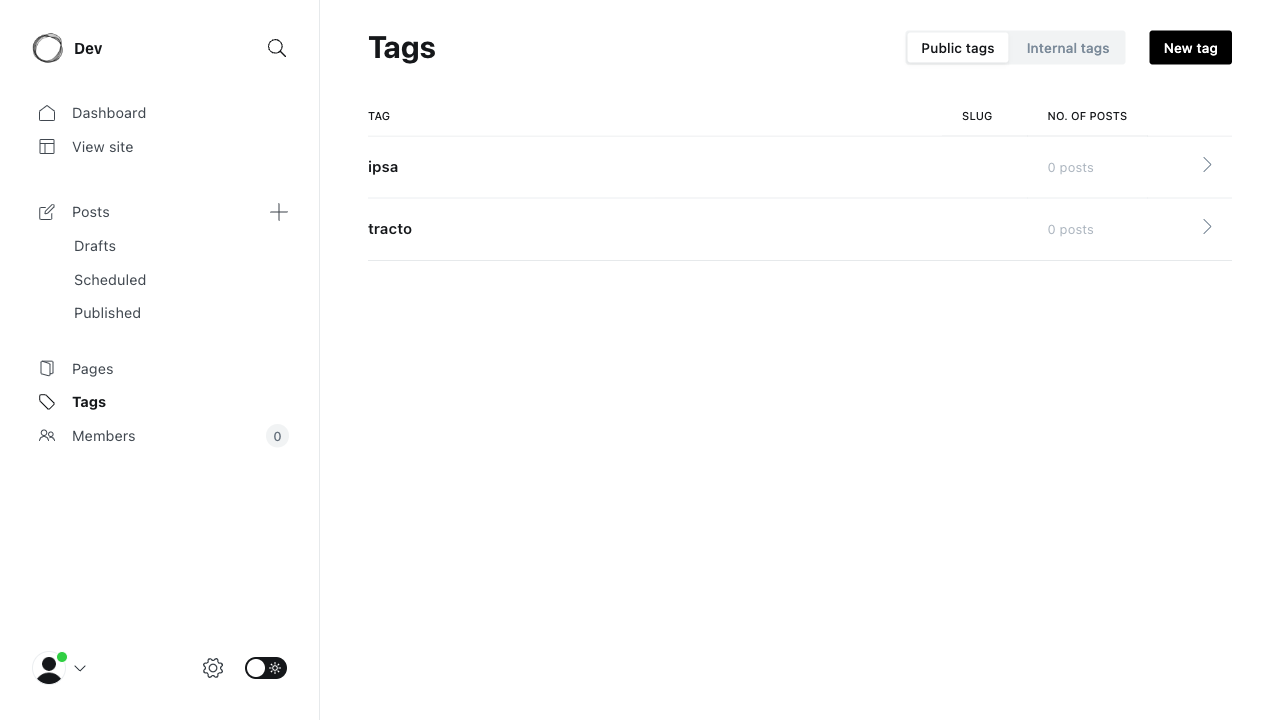 Dev
Dashboard
View site
Posts
Drafts
Scheduled
Published
Pages
Tags
Members 0
Tags
Public tags Internal tags New tag
TAG SLUG NO. OF POSTS
ipsa 0 posts
tracto 0 posts